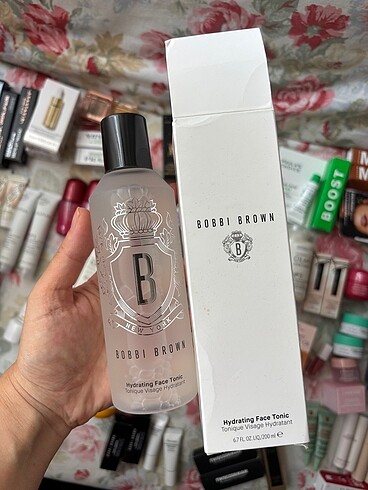 B
NEW YORK
BOBBI BROWN
Hydrating Face Tonic
Tonique Visage Hydratant
BOBBI BROWN
B
Hydrating Face Tonic
Tonique Visage Hydratant
6.7 FL.OZ.LIQ/200 ml ℮
BOOST